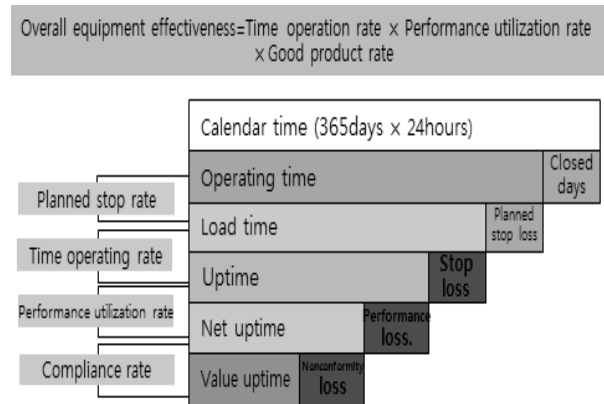 Overall equipment effectiveness=Time operation rate × Performance utilization rate
× Good product rate
Calendar time (365days × 24hours)
Operating time
Closed
days
Planned stop rate
Load time
Planned
stop loss
Time operating rate
Uptime
Stop
loss
Performance utilization rate
Net uptime
Performance
loss.
Compliance rate
Value uptime
Nonconformity
loss